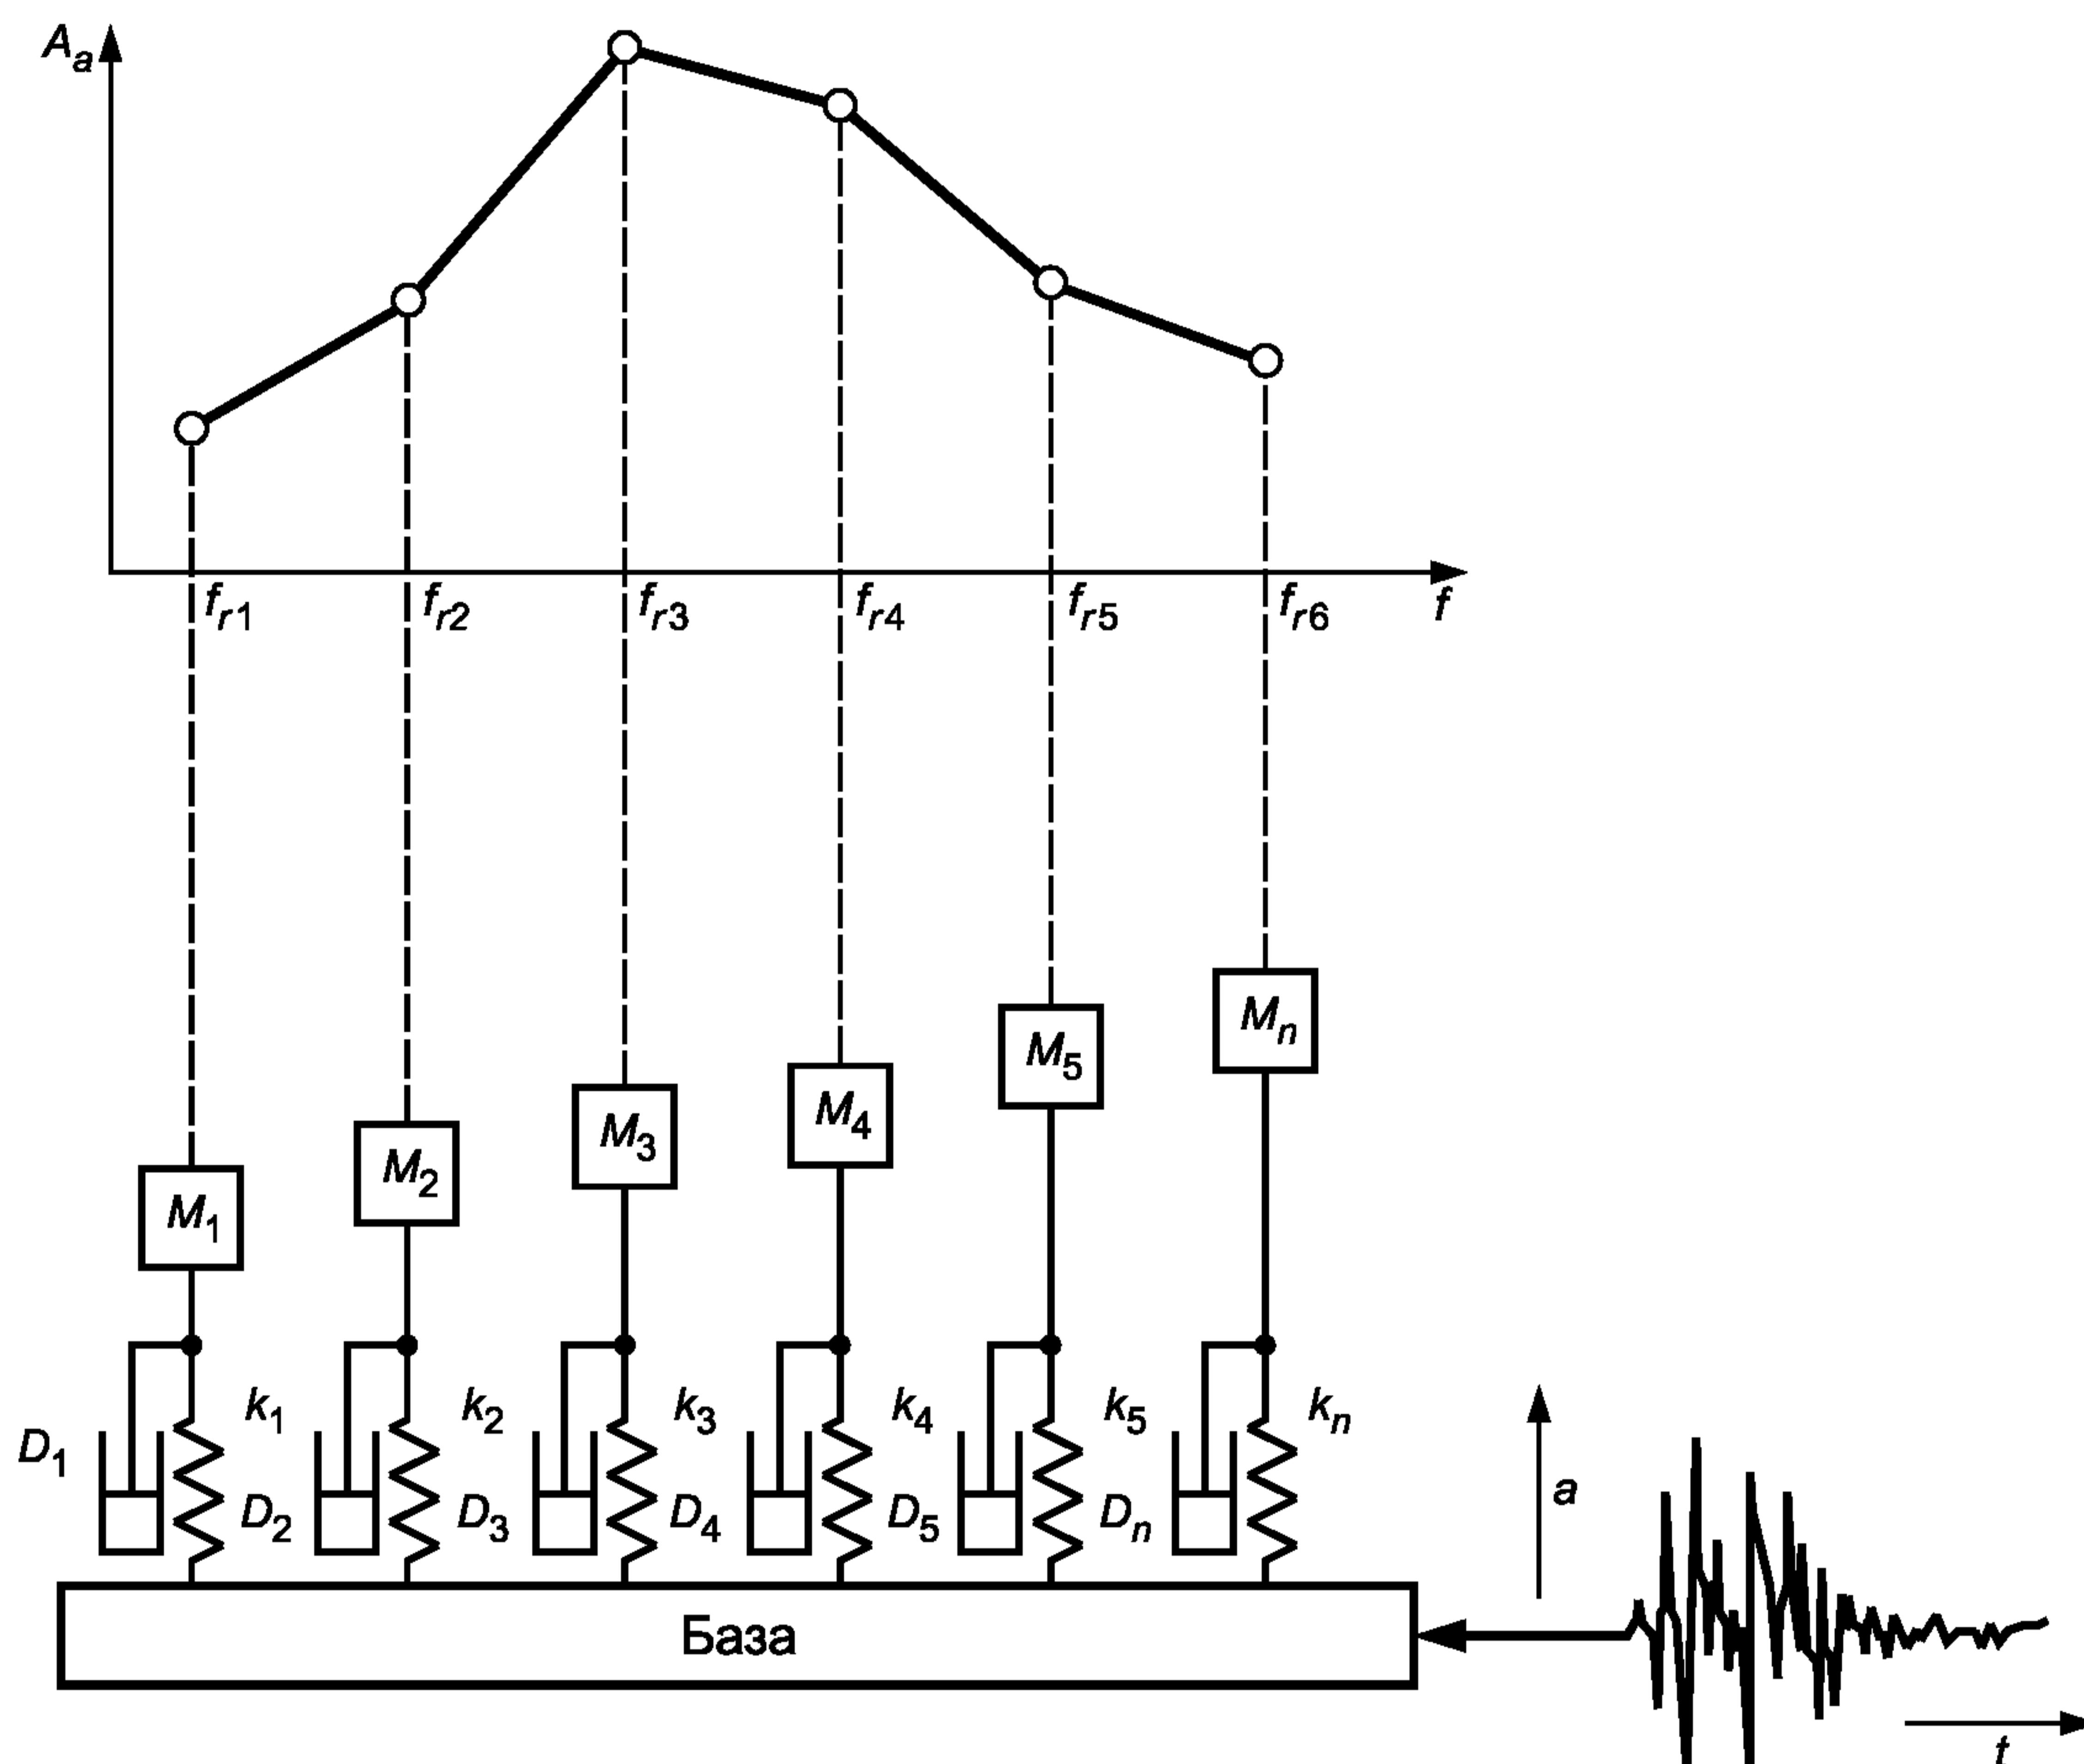 Aa
fr1 fr2 fr3 fr4 fr5 fr6 f
Mn
M5
M4
M3
M2
M1
k1 k2 k3 k4 k5 kn
D1
D2 D3 D4 D5 Dn
a
База
t